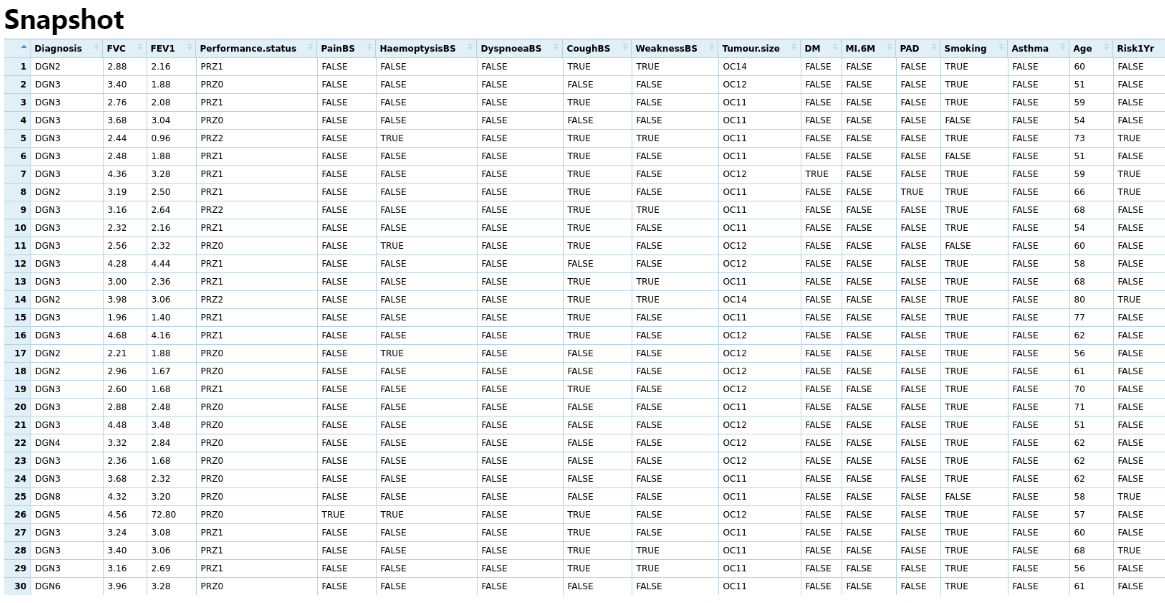 Snapshot
Diagnosis FVC FEV1 Performance.status PainBS HaemoptysisBS DyspnoeaBS CoughBS WeaknessBS Tumour.size DM MI.6M PAD Smoking Asthma Age Risk1Yr
1 DGN2 2.88 2.16 PRZ1 FALSE FALSE FALSE TRUE TRUE OC14 FALSE FALSE FALSE TRUE FALSE 60 FALSE
2 DGN3 3.40 1.88 PRZ0 FALSE FALSE FALSE FALSE FALSE OC12 FALSE FALSE FALSE TRUE FALSE 51 FALSE
3 DGN3 2.76 2.08 PRZ1 FALSE FALSE FALSE TRUE FALSE OC11 FALSE FALSE FALSE TRUE FALSE 59 FALSE
4 DGN3 3.68 3.04 PRZ0 FALSE FALSE FALSE FALSE FALSE OC11 FALSE FALSE FALSE FALSE FALSE 54 FALSE
5 DGN3 2.44 0.96 PRZ2 FALSE TRUE FALSE TRUE TRUE OC11 FALSE FALSE FALSE TRUE FALSE 73 TRUE
6 DGN3 2.48 1.88 PRZ1 FALSE FALSE FALSE TRUE FALSE OC11 FALSE FALSE FALSE FALSE FALSE 51 FALSE
7 DGN3 4.36 3.28 PRZ1 FALSE FALSE FALSE TRUE FALSE OC12 TRUE FALSE FALSE TRUE FALSE 59 TRUE
8 DGN2 3.19 2.50 PRZ1 FALSE FALSE FALSE TRUE FALSE OC11 FALSE FALSE TRUE TRUE FALSE 66 TRUE
9 DGN3 3.16 2.64 PRZ2 FALSE FALSE FALSE TRUE TRUE OC11 FALSE FALSE FALSE TRUE FALSE 68 FALSE
10 DGN3 2.32 2.16 PRZ1 FALSE FALSE FALSE TRUE FALSE OC11 FALSE FALSE FALSE TRUE FALSE 54 FALSE
11 DGN3 2.56 2.32 PRZ0 FALSE TRUE FALSE TRUE FALSE OC12 FALSE FALSE FALSE FALSE FALSE 60 FALSE
12 DGN3 4.28 4.44 PRZ1 FALSE FALSE FALSE FALSE FALSE OC12 FALSE FALSE FALSE TRUE FALSE 58 FALSE
13 DGN3 3.00 2.36 PRZ1 FALSE FALSE FALSE TRUE TRUE OC11 FALSE FALSE FALSE TRUE FALSE 68 FALSE
14 DGN2 3.98 3.06 PRZ2 FALSE FALSE FALSE TRUE TRUE OC14 FALSE FALSE FALSE TRUE FALSE 80 TRUE
15 DGN3 1.96 1.40 PRZ1 FALSE FALSE FALSE TRUE FALSE OC11 FALSE FALSE FALSE TRUE FALSE 77 FALSE
16 DGN3 4.68 4.16 PRZ1 FALSE FALSE FALSE TRUE FALSE OC12 FALSE FALSE FALSE TRUE FALSE 62 FALSE
17 DGN2 2.21 1.88 PRZ0 FALSE TRUE FALSE FALSE FALSE OC12 FALSE FALSE FALSE TRUE FALSE 56 FALSE
18 DGN2 2.96 1.67 PRZ0 FALSE FALSE FALSE FALSE FALSE OC12 FALSE FALSE FALSE TRUE FALSE 61 FALSE
19 DGN3 2.60 1.68 PRZ1 FALSE FALSE FALSE TRUE FALSE OC12 FALSE FALSE FALSE TRUE FALSE 70 FALSE
20 DGN3 2.88 2.48 PRZ0 FALSE FALSE FALSE FALSE FALSE OC11 FALSE FALSE FALSE TRUE FALSE 71 FALSE
21 DGN3 4.48 3.48 PRZ0 FALSE FALSE FALSE FALSE FALSE OC12 FALSE FALSE FALSE TRUE FALSE 51 FALSE
22 DGN4 3.32 2.84 PRZ0 FALSE FALSE FALSE FALSE FALSE OC12 FALSE FALSE FALSE TRUE FALSE 62 FALSE
23 DGN3 2.36 1.68 PRZ0 FALSE FALSE FALSE FALSE FALSE OC12 FALSE FALSE FALSE TRUE FALSE 62 FALSE
24 DGN3 3.68 2.32 PRZ0 FALSE FALSE FALSE FALSE FALSE OC11 FALSE FALSE FALSE TRUE FALSE 62 FALSE
25 DGN8 4.32 3.20 PRZ0 FALSE FALSE FALSE FALSE FALSE OC11 FALSE FALSE FALSE FALSE FALSE 58 TRUE
26 DGN5 4.56 72.80 PRZ0 TRUE TRUE FALSE FALSE FALSE OC12 FALSE FALSE FALSE TRUE FALSE 57 FALSE
27 DGN3 3.24 3.08 PRZ1 FALSE FALSE FALSE TRUE FALSE OC11 FALSE FALSE FALSE TRUE FALSE 60 FALSE
28 DGN3 3.40 3.06 PRZ1 FALSE FALSE FALSE TRUE TRUE OC11 FALSE FALSE FALSE TRUE FALSE 68 TRUE
29 DGN3 3.16 2.69 PRZ1 FALSE FALSE FALSE TRUE TRUE OC11 FALSE FALSE FALSE TRUE FALSE 56 FALSE
30 DGN6 3.96 3.28 PRZ0 FALSE FALSE FALSE FALSE FALSE OC11 FALSE FALSE FALSE TRUE FALSE 61 FALSE